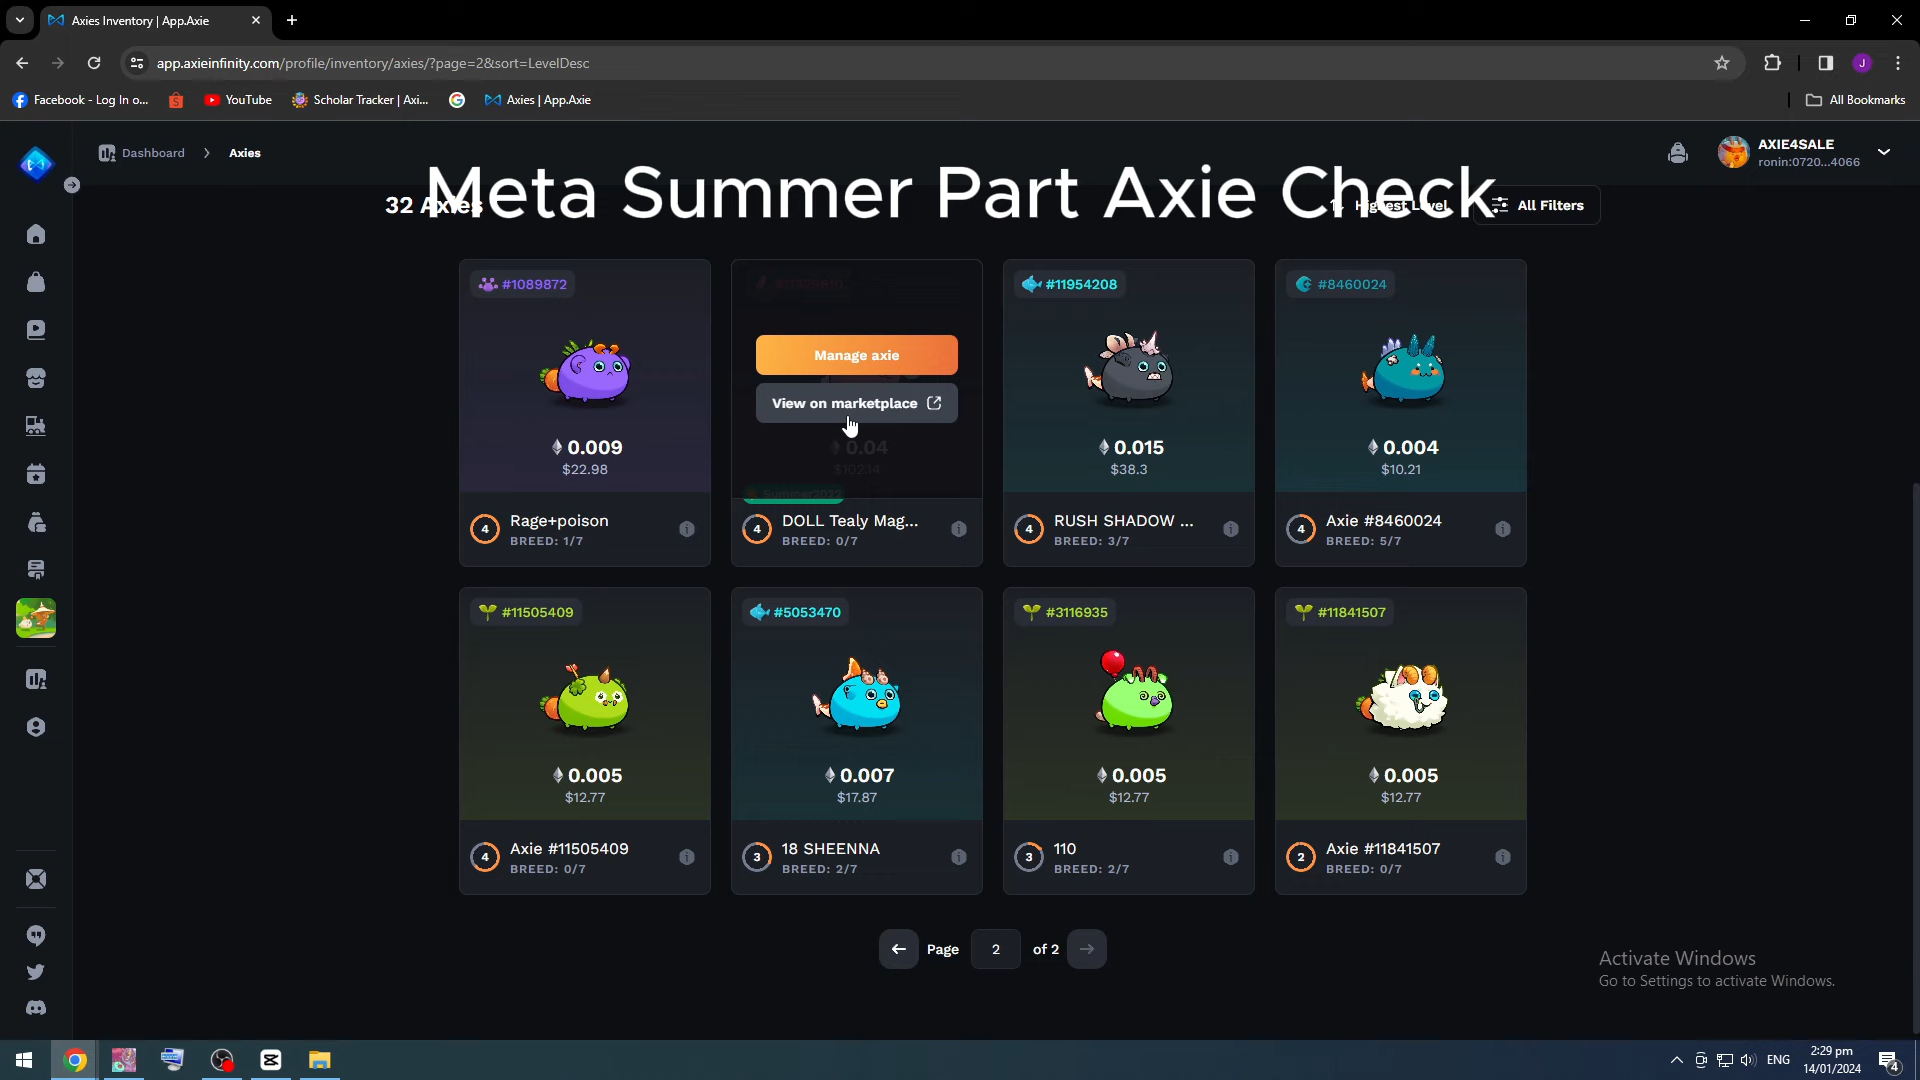 Axies Inventory | App.Axie
app.axieinfinity.com/profile/inventory/axies/?page=2&sort=LevelDesc
Facebook - Log In o...
YouTube
Scholar Tracker | Axi...
Axies | App.Axie
All Bookmarks
J
Dashboard
Axies
AXIE4SALE
ronin:0720...4066
Meta Summer Part Axie Check
32 Axies
Highest Level
All Filters
#1089872
0.009
$22.98
4
Rage+poison
BREED: 1/7
Manage axie
View on marketplace
0.04
Summer2022
4
DOLL Tealy Mag...
BREED: 0/7
#11954208
0.015
$38.3
4
RUSH SHADOW ...
BREED: 3/7
#8460024
0.004
$10.21
4
Axie #8460024
BREED: 5/7
#11505409
0.005
$12.77
4
Axie #11505409
BREED: 0/7
#5053470
0.007
$17.87
3
18 SHEENNA
BREED: 2/7
#3116935
0.005
$12.77
3
110
BREED: 2/7
#11841507
0.005
$12.77
2
Axie #11841507
BREED: 0/7
Page 2 of 2
Activate Windows
Go to Settings to activate Windows.
ENG
2:29 pm
14/01/2024
4